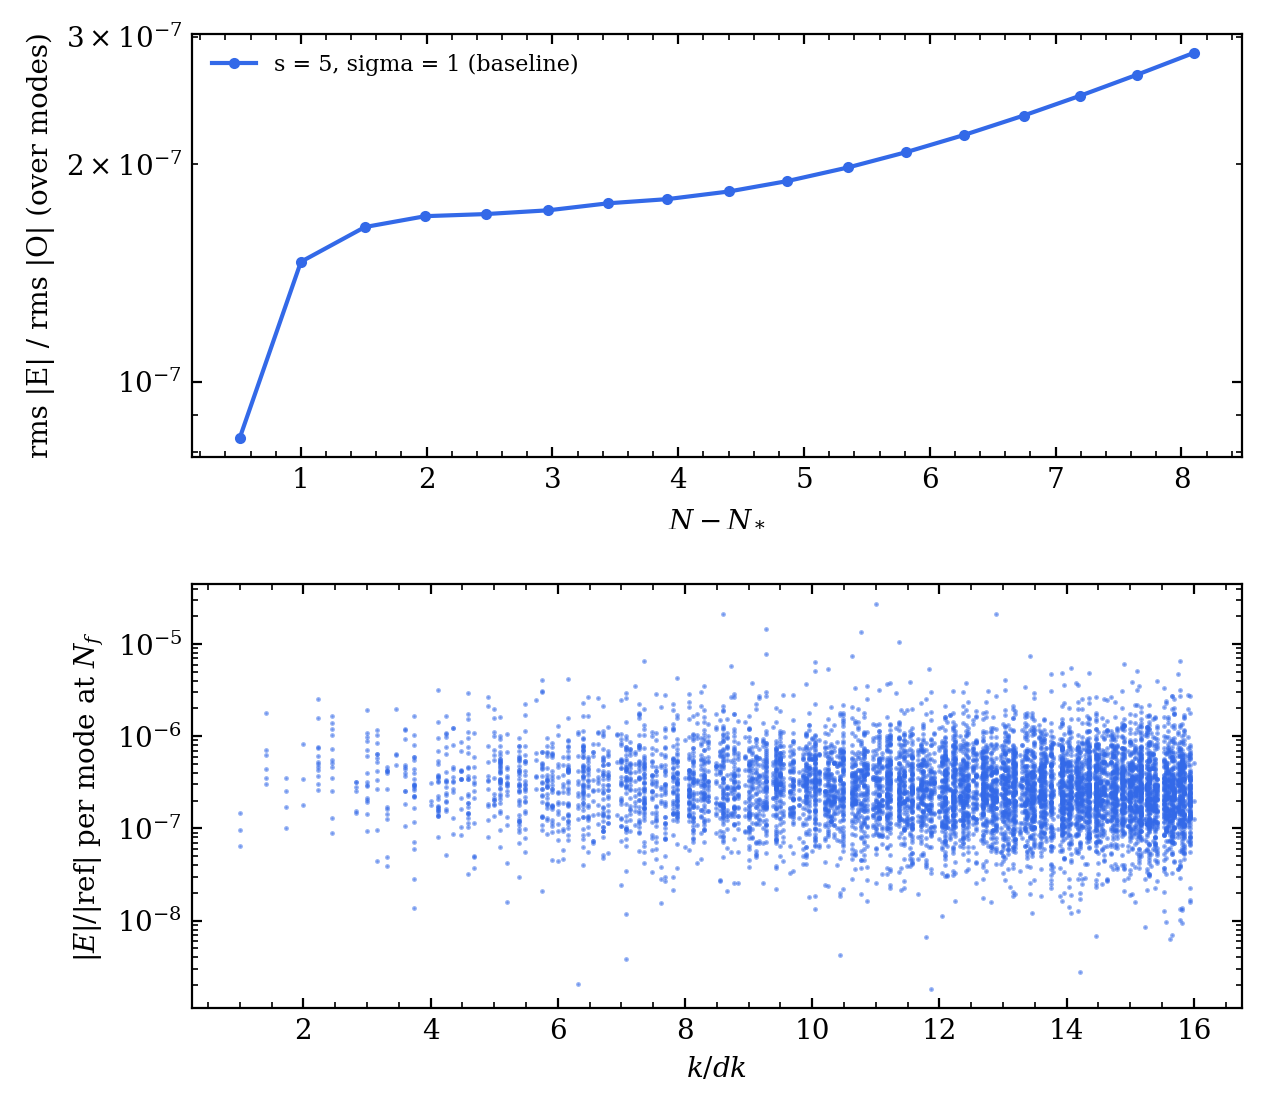 3 × 10⁻⁷
2 × 10⁻⁷
10⁻⁷
rms |E| / rms |O| (over modes)
s = 5, sigma = 1 (baseline)
1 2 3 4 5 6 7 8
N − N*
10⁻⁵
10⁻⁶
10⁻⁷
10⁻⁸
|E|/|ref| per mode at N_f
2 4 6 8 10 12 14 16
k/dk